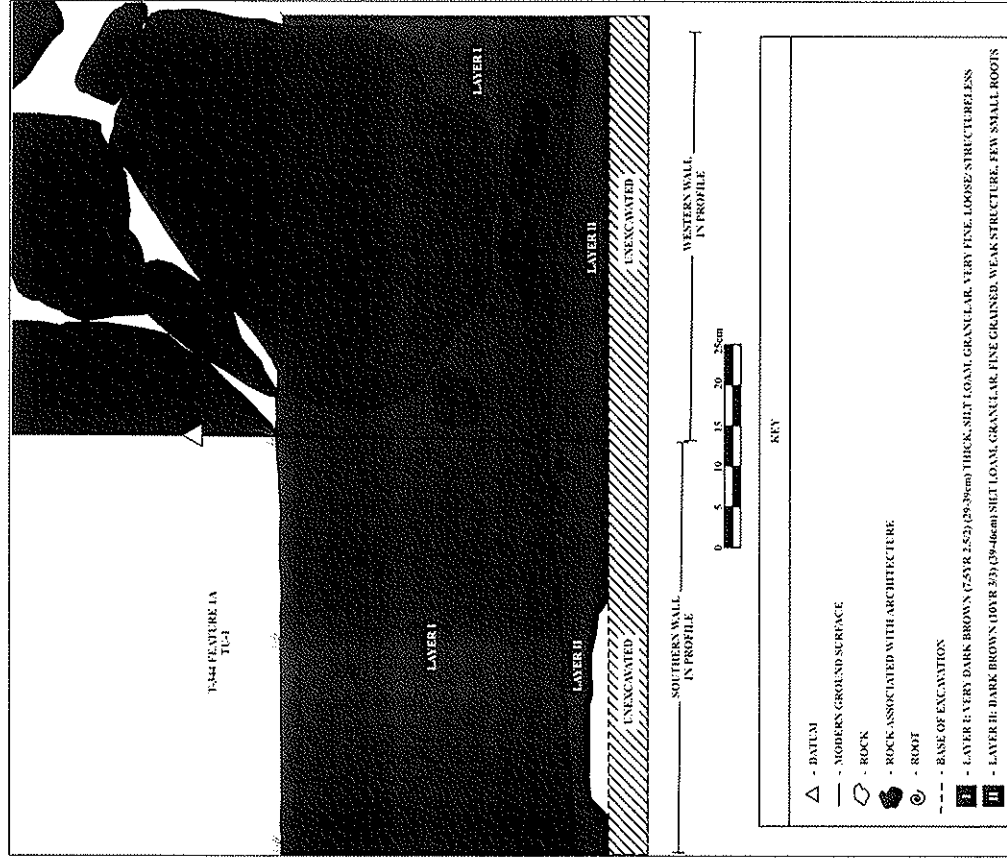 T-344 FEATURE 1A
TU-1
LAYER I
LAYER I
LAYER II
LAYER II
UNEXCAVATED
UNEXCAVATED
SOUTHERN WALL
IN PROFILE
WESTERN WALL
IN PROFILE
0 5 10 15 20 25cm
KEY
- DATUM
- MODERN GROUND SURFACE
- ROCK
- ROCK ASSOCIATED WITH ARCHITECTURE
- ROOT
- BASE OF EXCAVATION
I - LAYER I: VERY DARK BROWN (7.5YR 2.5/2) (29-39cm) THICK, SILT LOAM, GRANULAR, VERY FINE, LOOSE/ STRUCTURELESS
II - LAYER II: DARK BROWN (10YR 3/3) (39-46cm) SILT LOAM, GRANULAR, FINE GRAINED, WEAK STRUCTURE, FEW SMALL ROOTS